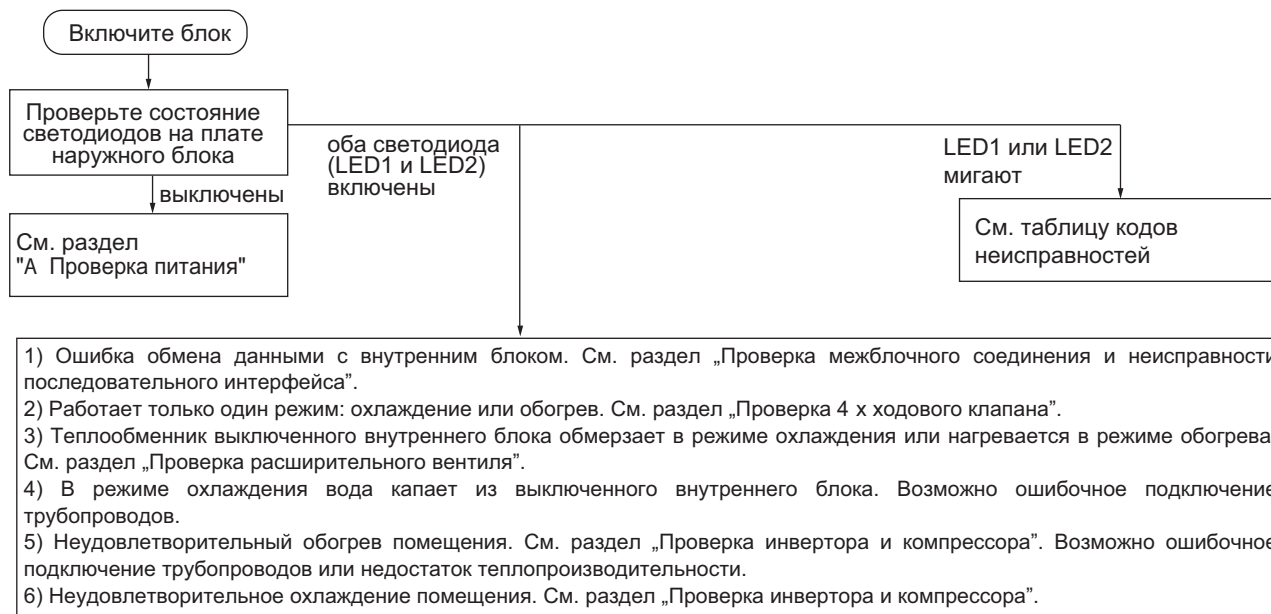 Включите блок
Проверьте состояние
светодиодов на плате
наружного блока
оба светодиода
(LED1 и LED2)
включены
LED1 или LED2
мигают
выключены
См. раздел
"А Проверка питания"
См. таблицу кодов
неисправностей
1) Ошибка обмена данными с внутренним блоком. См. раздел „Проверка межблочного соединения и неисправности
последовательного интерфейса”.
2) Работает только один режим: охлаждение или обогрев. См. раздел „Проверка 4 х ходового клапана”.
3) Теплообменник выключенного внутреннего блока обмерзает в режиме охлаждения или нагревается в режиме обогрева.
См. раздел „Проверка расширительного вентиля”.
4) В режиме охлаждения вода капает из выключенного внутреннего блока. Возможно ошибочное подключение
трубопроводов.
5) Неудовлетворительный обогрев помещения. См. раздел „Проверка инвертора и компрессора”. Возможно ошибочное
подключение трубопроводов или недостаток теплопроизводительности.
6) Неудовлетворительное охлаждение помещения. См. раздел „Проверка инвертора и компрессора”.